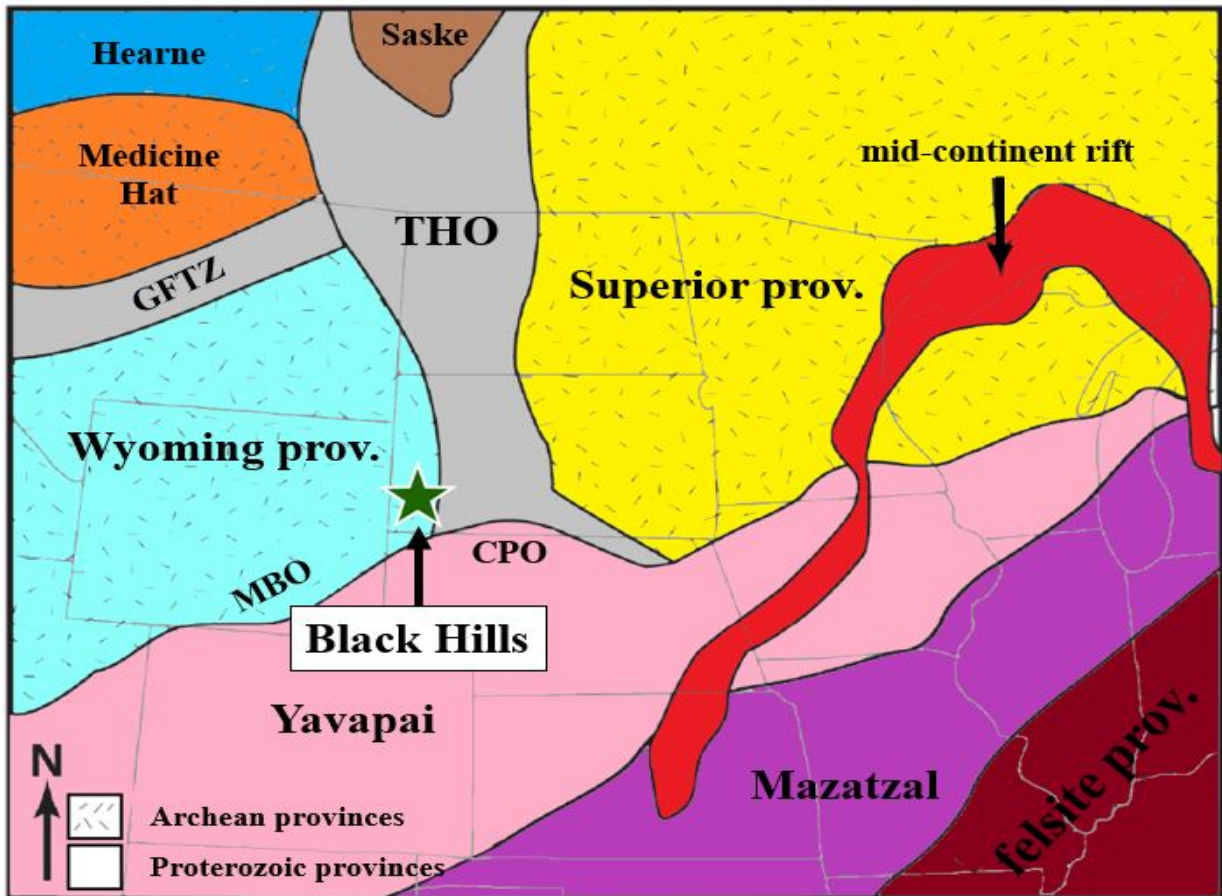 Hearne
Saske
Medicine
Hat
mid-continent rift
THO
GFTZ
Superior prov.
Wyoming prov.
CPO
MBO
Black Hills
Yavapai
Mazatzal
felsite prov.
N
Archean provinces
Proterozoic provinces